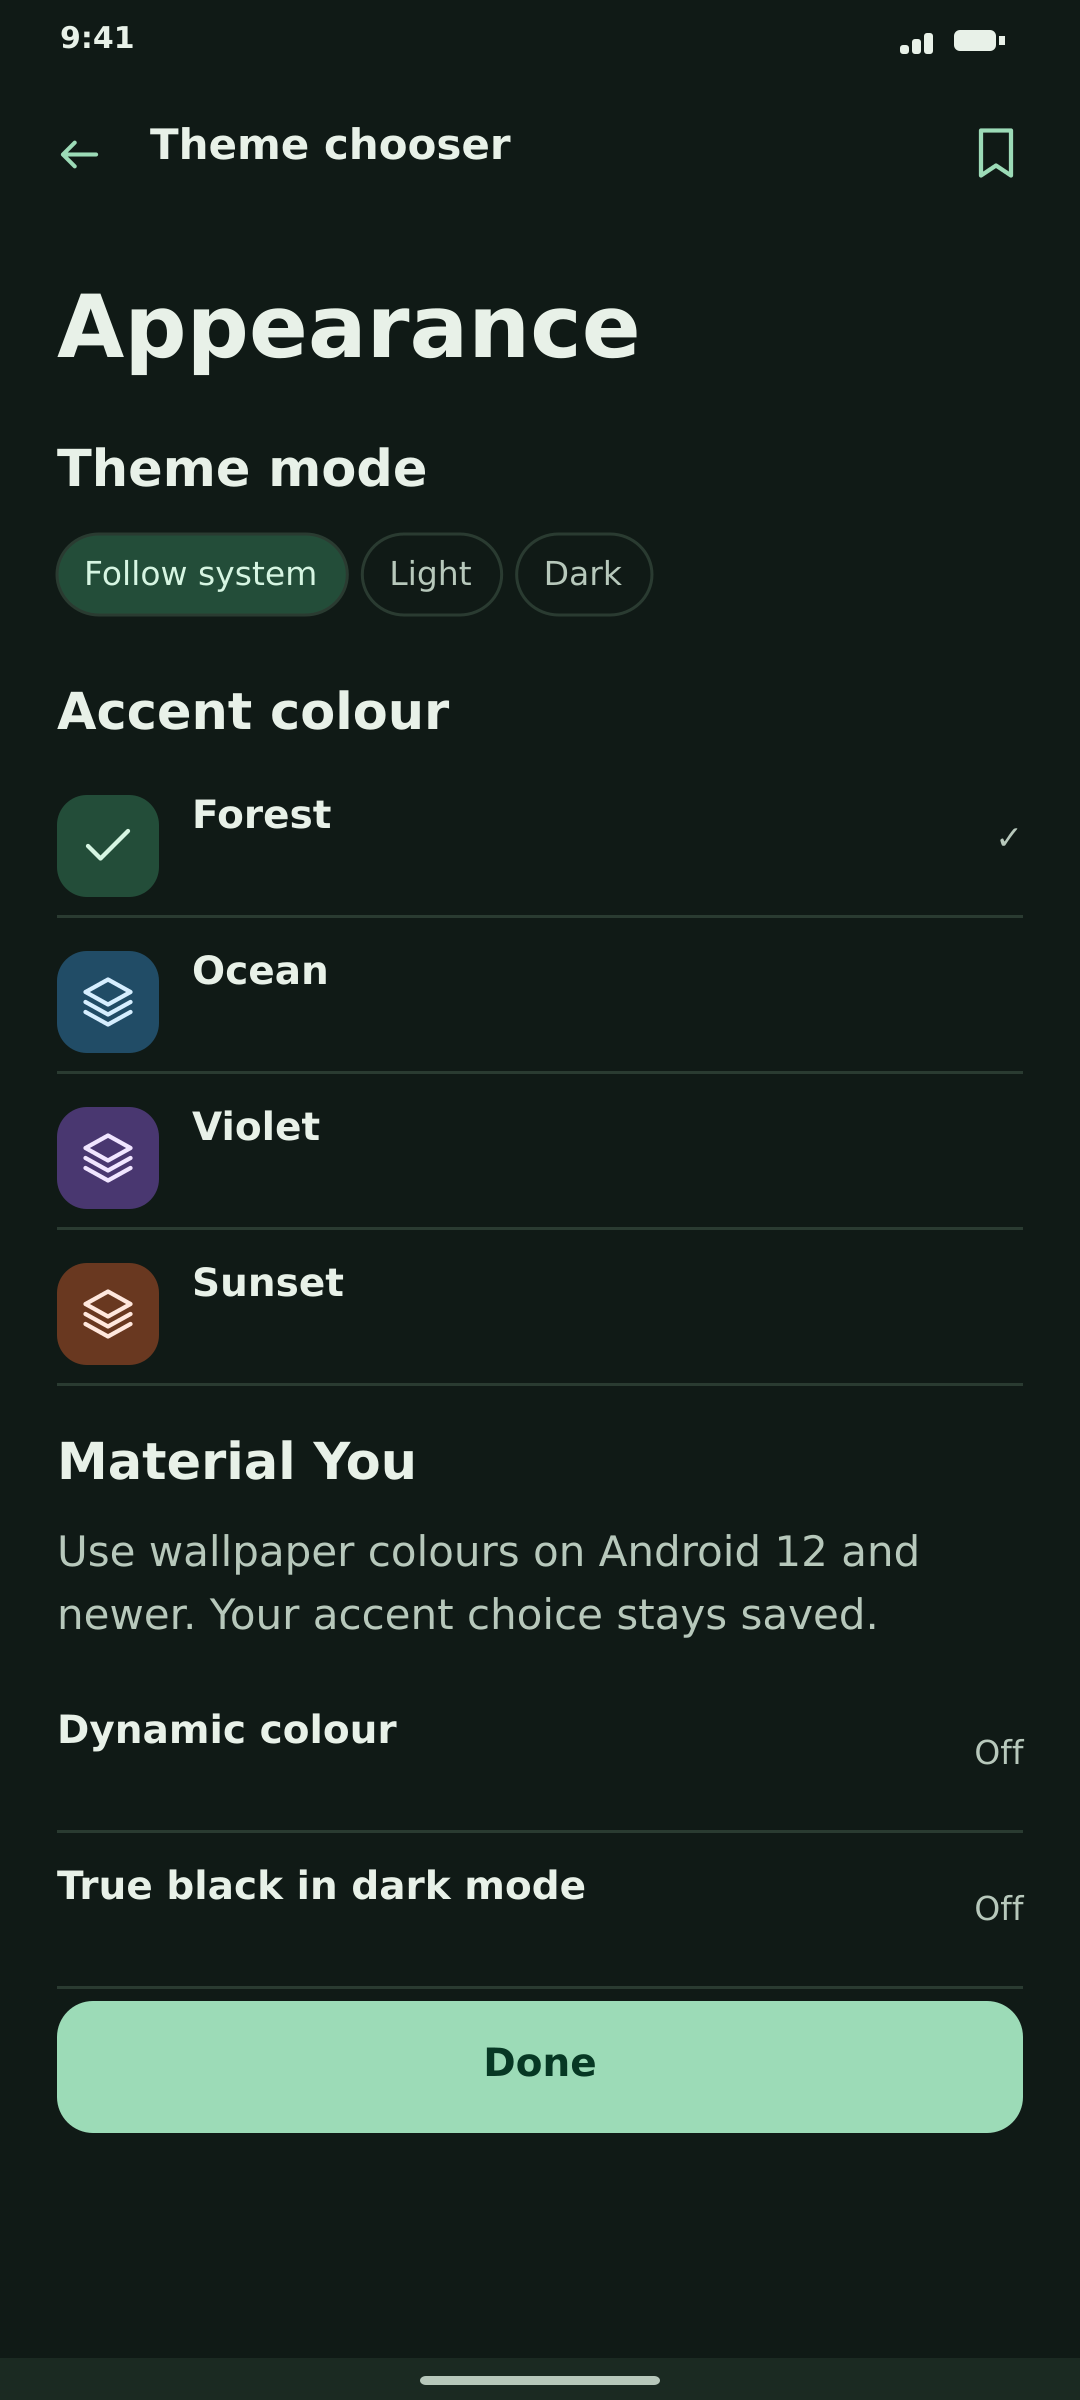 9:41
Theme chooser
Appearance
Theme mode
Follow system Light Dark
Accent colour
Forest ✓
Ocean
Violet
Sunset
Material You
Use wallpaper colours on Android 12 and
newer. Your accent choice stays saved.
Dynamic colour Off
True black in dark mode Off
Done